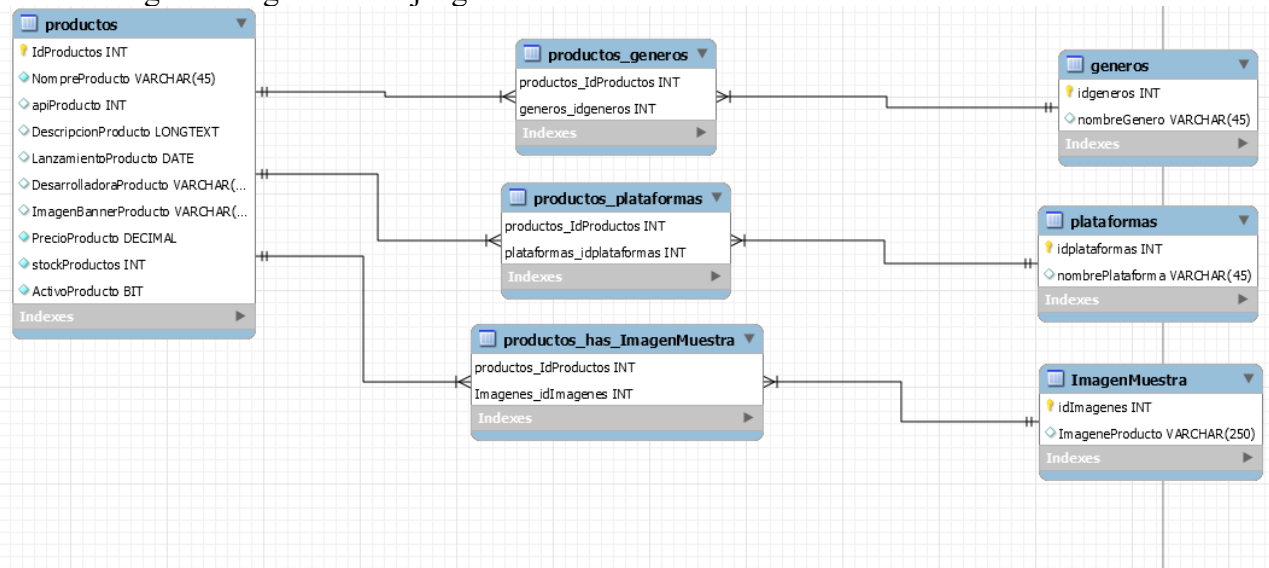 productos
IdProductos INT
NompreProducto VARCHAR(45)
apiProducto INT
DescripcionProducto LONGTEXT
LanzamientoProducto DATE
DesarrolladoraProducto VARCHAR(...
ImagenBannerProducto VARCHAR(...
PrecioProducto DECIMAL
stockProductos INT
ActivoProducto BIT
Indexes
productos_generos
productos_IdProductos INT
generos_idgeneros INT
Indexes
generos
idgeneros INT
nombreGenero VARCHAR(45)
Indexes
productos_plataformas
productos_IdProductos INT
plataformas_idplataformas INT
Indexes
plataformas
idplataformas INT
nombrePlataforma VARCHAR(45)
Indexes
productos_has_ImagenMuestra
productos_IdProductos INT
Imagenes_idImagenes INT
Indexes
ImagenMuestra
idImagenes INT
ImageneProducto VARCHAR(250)
Indexes